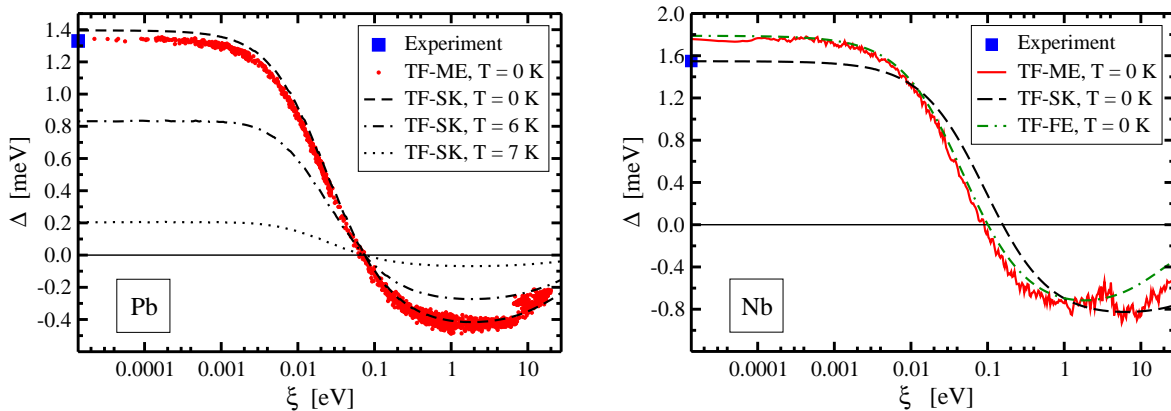 1.4
1.2
1.0
0.8
0.6
0.4
0.2
0.0
-0.2
-0.4
Δ [meV]
Experiment
TF-ME, T = 0 K
TF-SK, T = 0 K
TF-SK, T = 6 K
TF-SK, T = 7 K
Pb
0.0001 0.001 0.01 0.1 1 10
ξ [eV]
2.0
1.6
1.2
0.8
0.4
0.0
-0.4
-0.8
Δ [meV]
Experiment
TF-ME, T = 0 K
TF-SK, T = 0 K
TF-FE, T = 0 K
Nb
0.0001 0.001 0.01 0.1 1 10
ξ [eV]